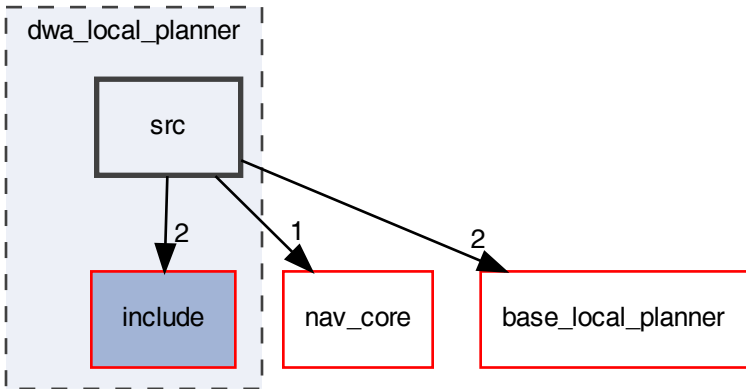 dwa_local_planner
src
2
1
2
include
nav_core
base_local_planner